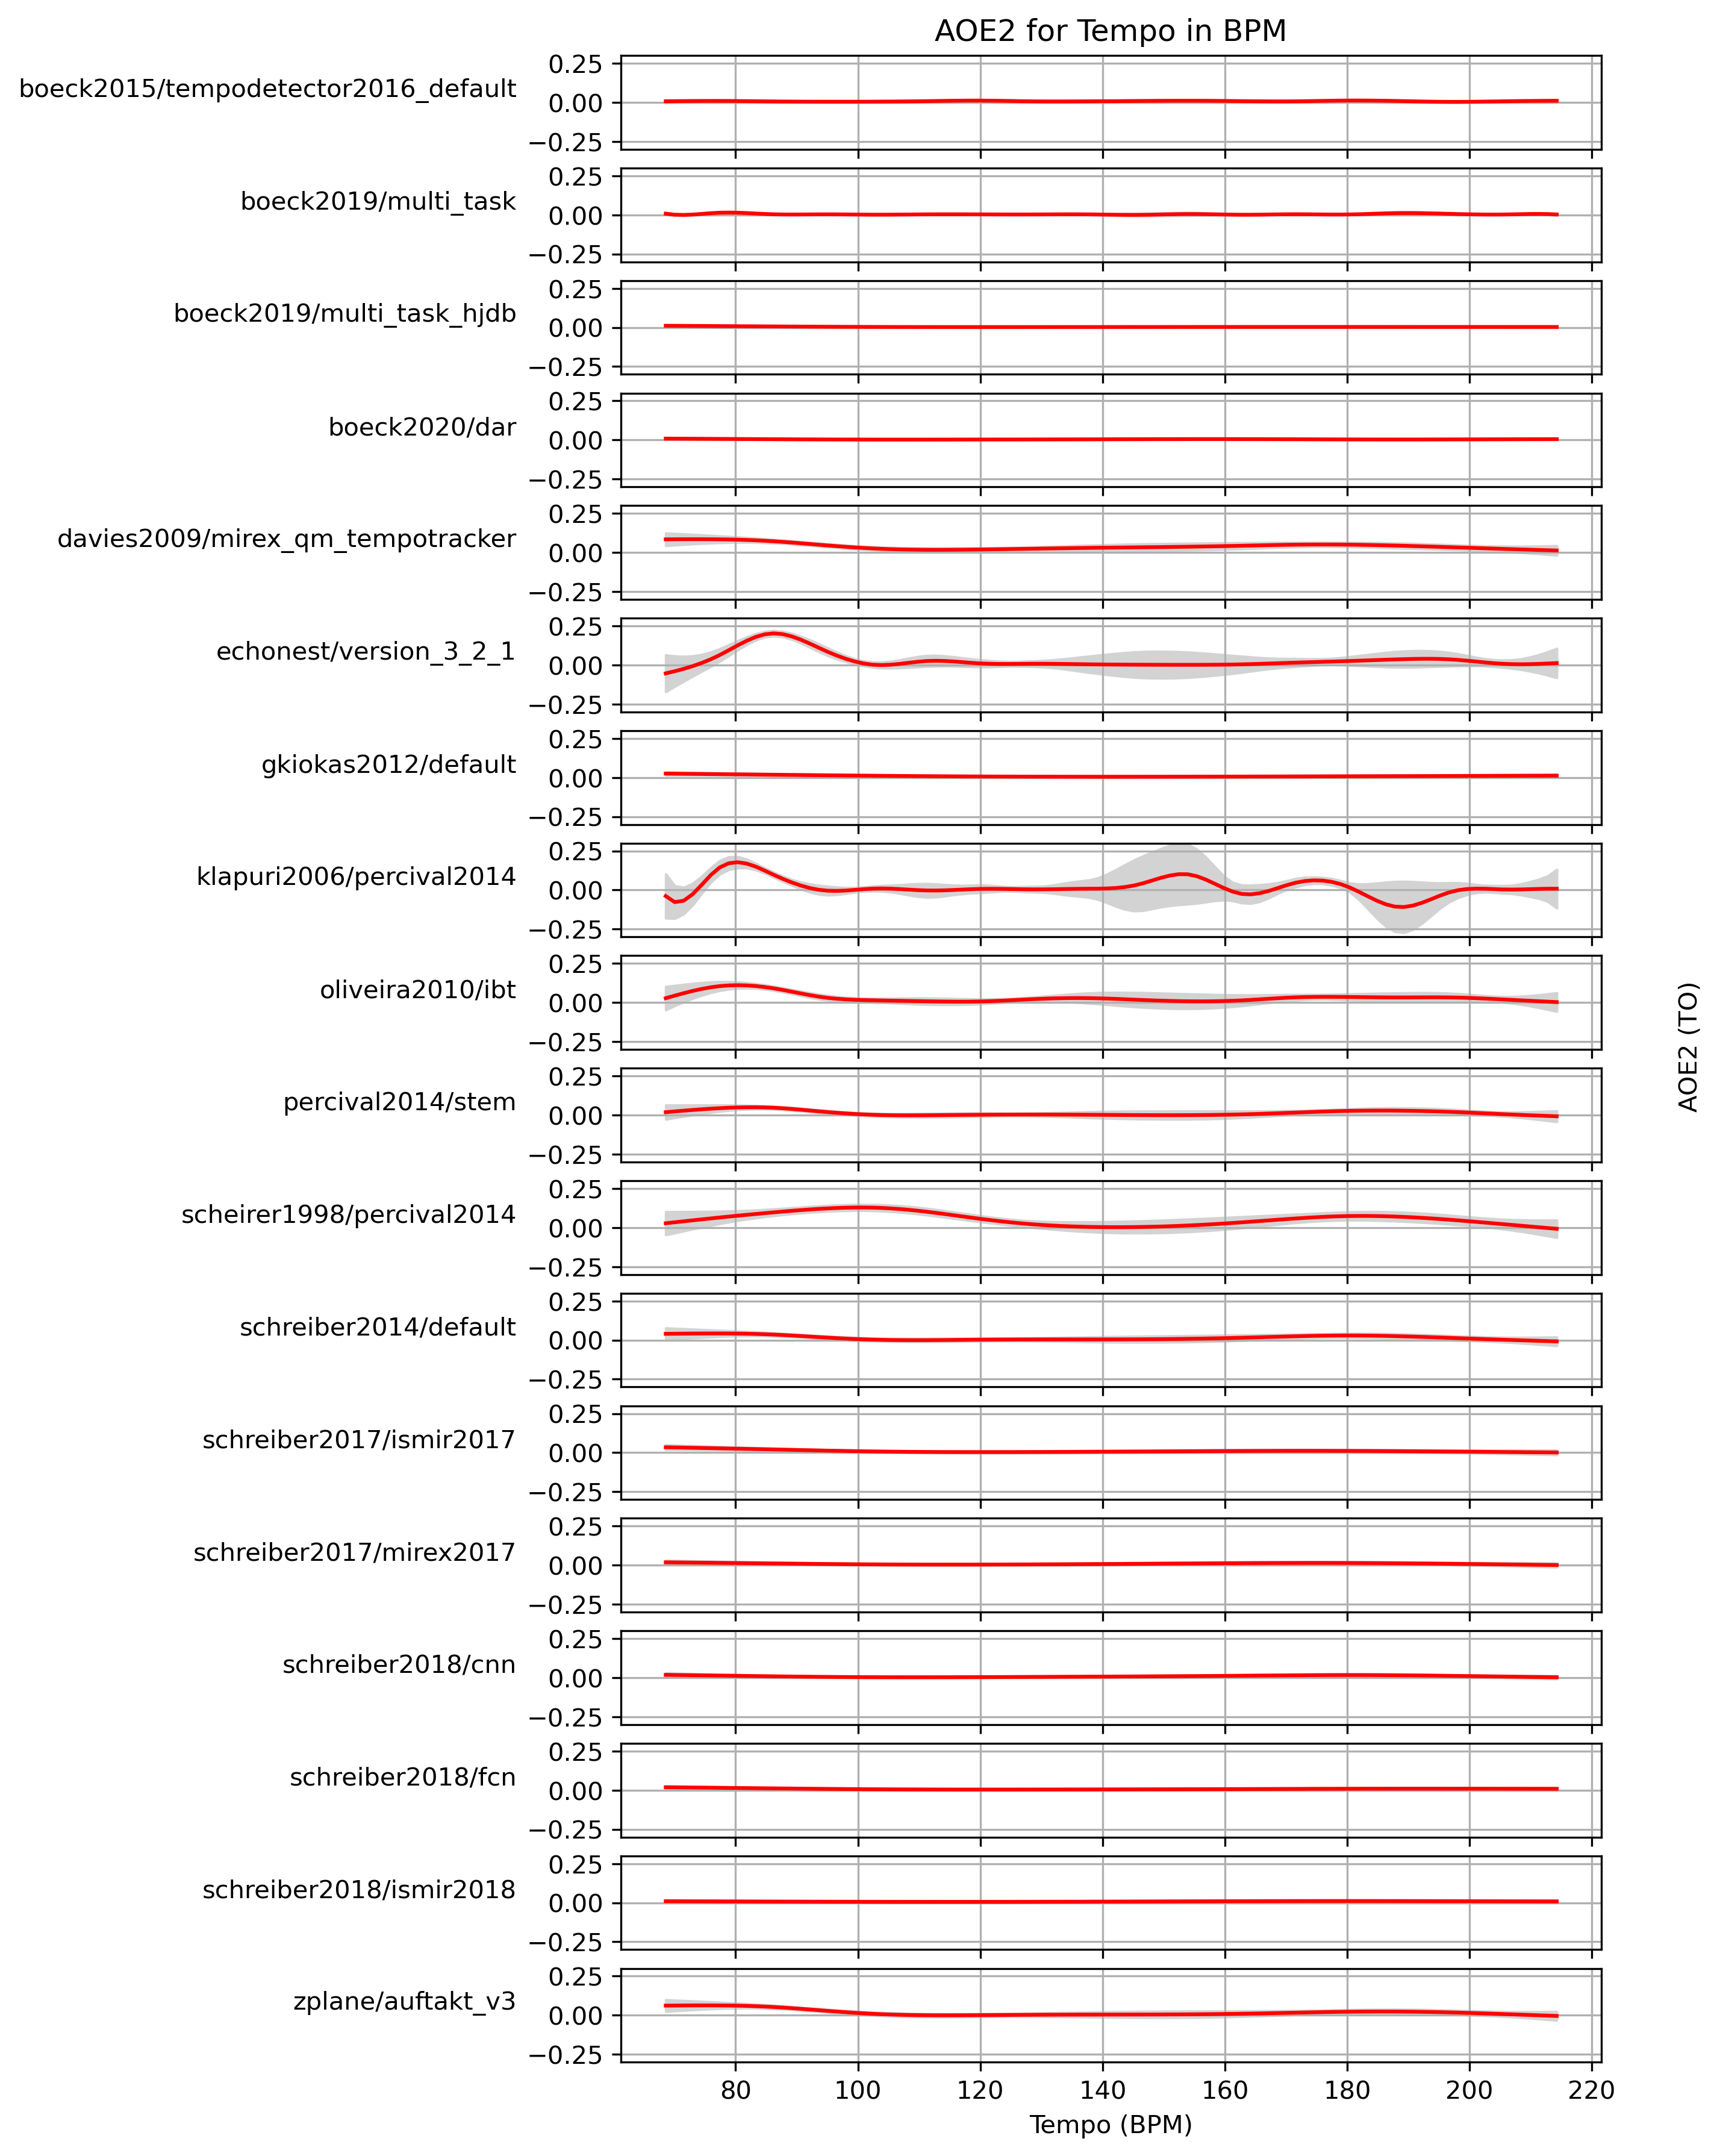 AOE2 for Tempo in BPM
boeck2015/tempodetector2016_default
0.25
0.00
−0.25
boeck2019/multi_task
0.25
0.00
−0.25
boeck2019/multi_task_hjdb
0.25
0.00
−0.25
boeck2020/dar
0.25
0.00
−0.25
davies2009/mirex_qm_tempotracker
0.25
0.00
−0.25
echonest/version_3_2_1
0.25
0.00
−0.25
gkiokas2012/default
0.25
0.00
−0.25
klapuri2006/percival2014
0.25
0.00
−0.25
oliveira2010/ibt
0.25
0.00
−0.25
percival2014/stem
0.25
0.00
−0.25
scheirer1998/percival2014
0.25
0.00
−0.25
schreiber2014/default
0.25
0.00
−0.25
schreiber2017/ismir2017
0.25
0.00
−0.25
schreiber2017/mirex2017
0.25
0.00
−0.25
schreiber2018/cnn
0.25
0.00
−0.25
schreiber2018/fcn
0.25
0.00
−0.25
schreiber2018/ismir2018
0.25
0.00
−0.25
zplane/auftakt_v3
0.25
0.00
−0.25
80 100 120 140 160 180 200 220
Tempo (BPM)
AOE2 (TO)